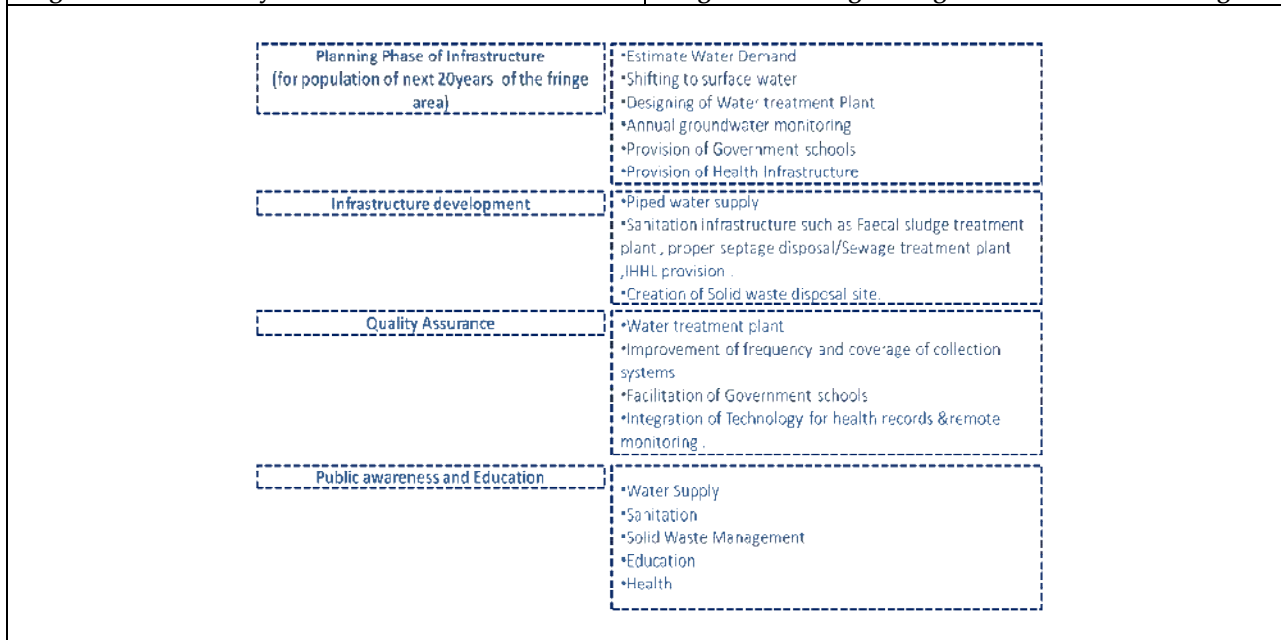 Planning Phase of Infrastructure
(for population of next 20years of the fringe
area)
•Estimate Water Demand
•Shifting to surface water
•Designing of Water treatment Plant
•Annual groundwater monitoring
•Provision of Government schools
•Provision of Health Infrastructure
Infrastructure development
•Piped water supply
•Sanitation infrastructure such as Faecal sludge treatment
plant , proper septage disposal/Sewage treatment plant
,IHHL provision .
•Creation of Solid waste disposal site.
Quality Assurance
•Water treatment plant
•Improvement of frequency and coverage of collection
systems
•Facilitation of Government schools
•Integration of Technology for health records &remote
monitoring .
Public awareness and Education
•Water Supply
•Sanitation
•Solid Waste Management
•Education
•Health